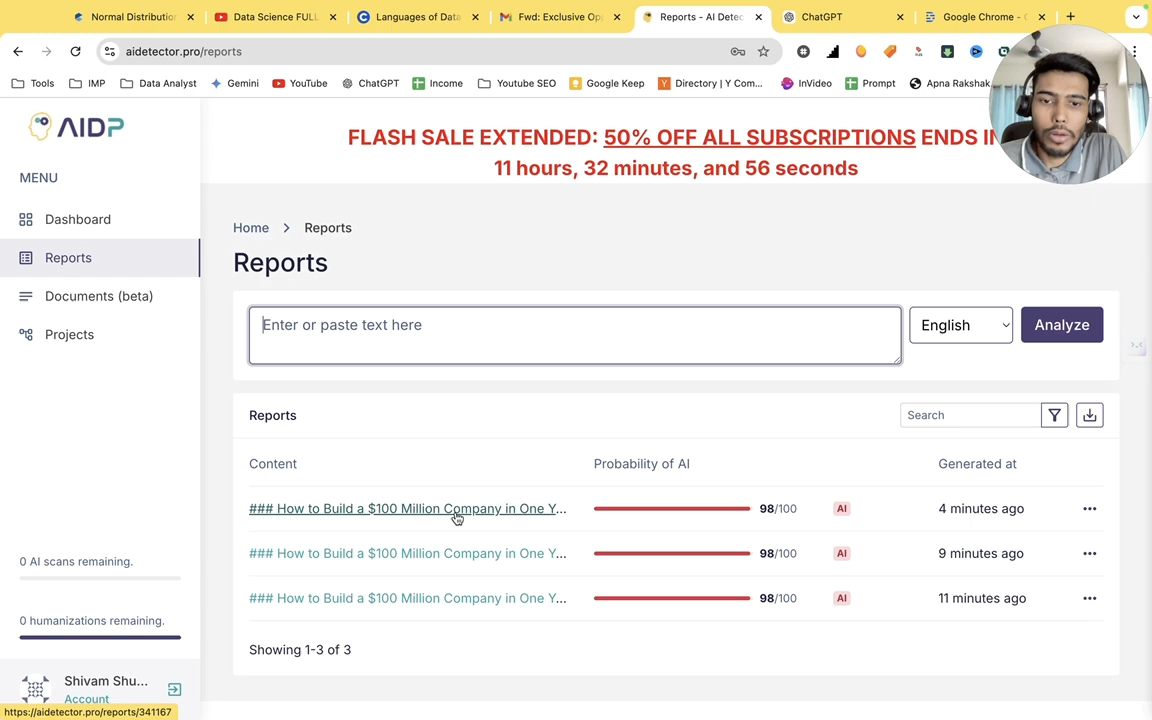 Normal Distribution
Data Science FULL
Languages of Data
Fwd: Exclusive Op
Reports - AI Detec
ChatGPT
Google Chrome -
aidetector.pro/reports
Tools
IMP
Data Analyst
Gemini
YouTube
ChatGPT
Income
Youtube SEO
Google Keep
Directory | Y Com...
InVideo
Prompt
Apna Rakshak
AIDP
FLASH SALE EXTENDED: 50% OFF ALL SUBSCRIPTIONS ENDS IN
11 hours, 32 minutes, and 56 seconds
MENU
Dashboard
Reports
Documents (beta)
Projects
Home > Reports
Reports
Enter or paste text here
English
Analyze
Reports
Search
Content Probability of AI Generated at
### How to Build a $100 Million Company in One Y... 98/100 AI 4 minutes ago
### How to Build a $100 Million Company in One Y... 98/100 AI 9 minutes ago
### How to Build a $100 Million Company in One Y... 98/100 AI 11 minutes ago
Showing 1-3 of 3
0 AI scans remaining.
0 humanizations remaining.
Shivam Shu...
Account
https://aidetector.pro/reports/341167